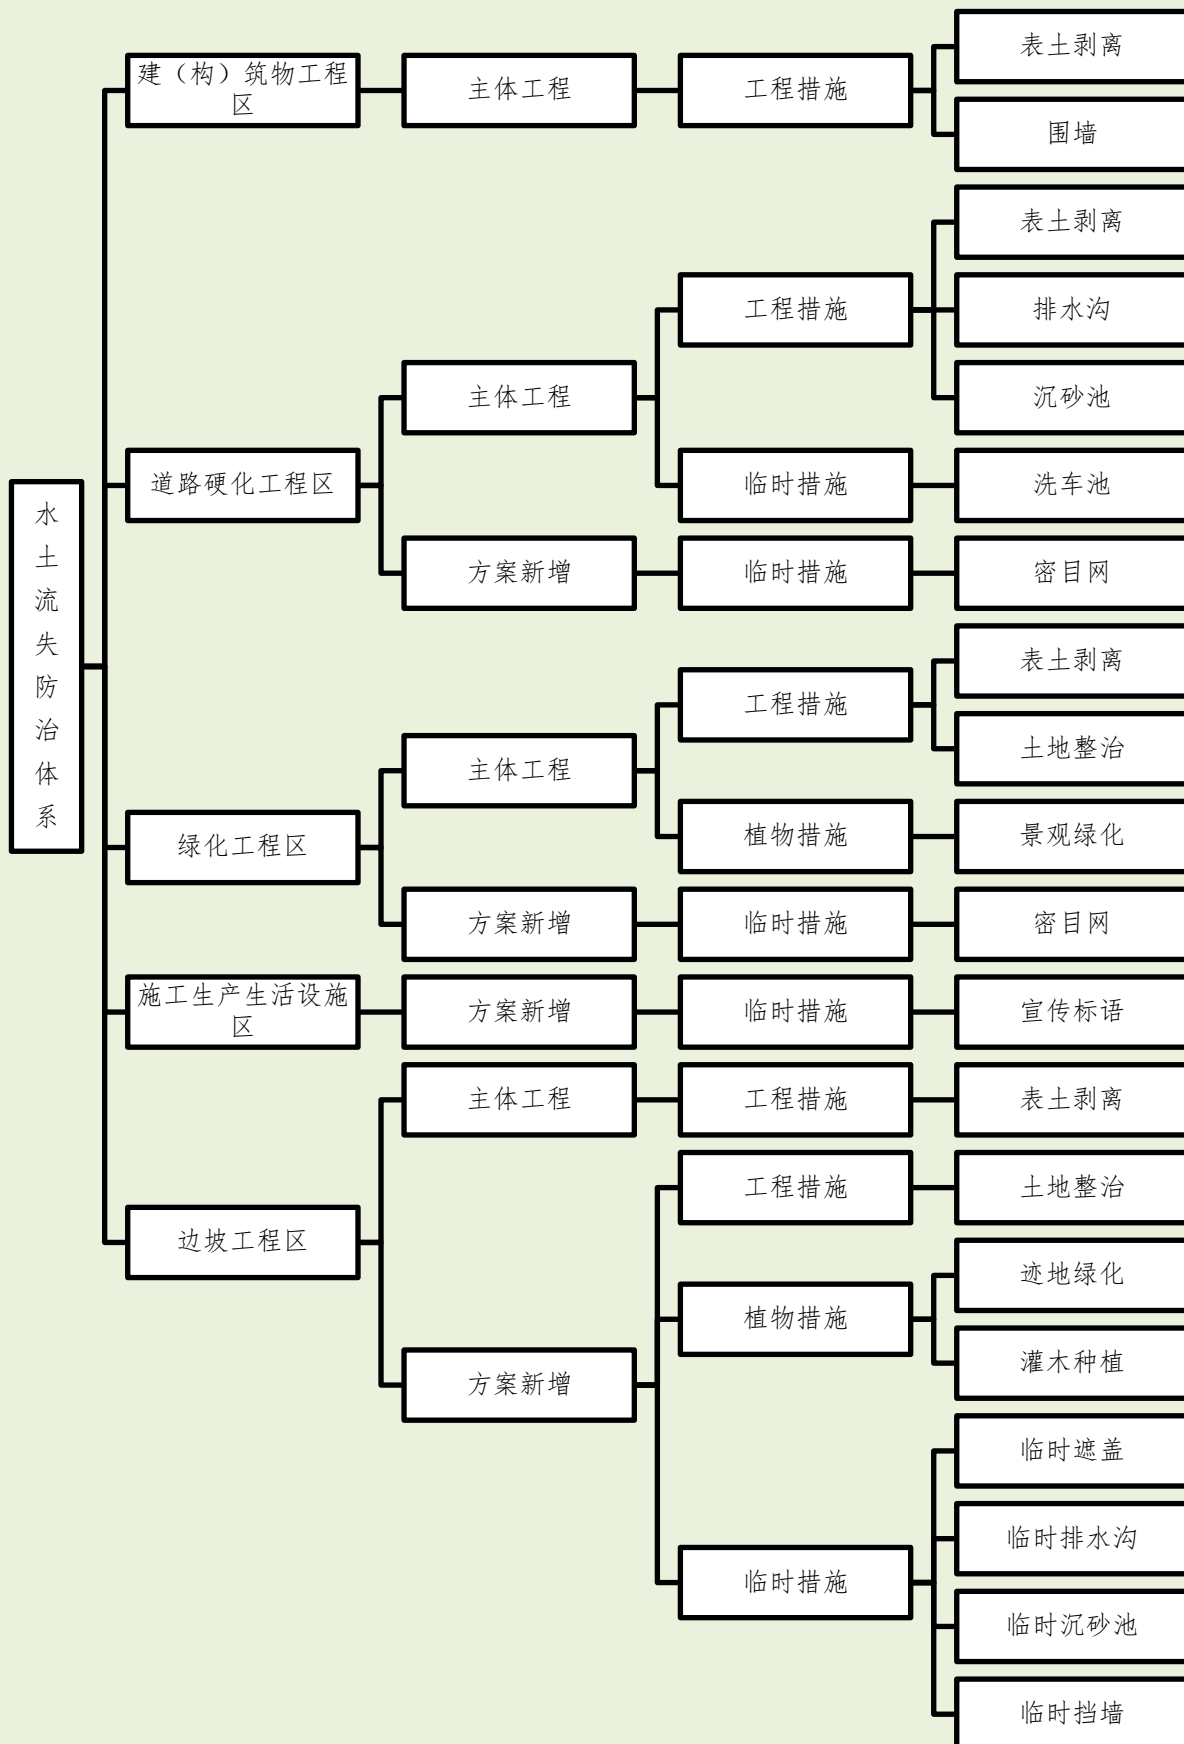 水土流失防治体系
建（构）筑物工程
区
主体工程
工程措施
表土剥离
围墙
道路硬化工程区
主体工程
工程措施
表土剥离
排水沟
沉砂池
临时措施
洗车池
方案新增
临时措施
密目网
绿化工程区
主体工程
工程措施
表土剥离
土地整治
植物措施
景观绿化
方案新增
临时措施
密目网
施工生产生活设施
区
方案新增
临时措施
宣传标语
边坡工程区
主体工程
工程措施
表土剥离
方案新增
工程措施
土地整治
植物措施
迹地绿化
灌木种植
临时措施
临时遮盖
临时排水沟
临时沉砂池
临时挡墙